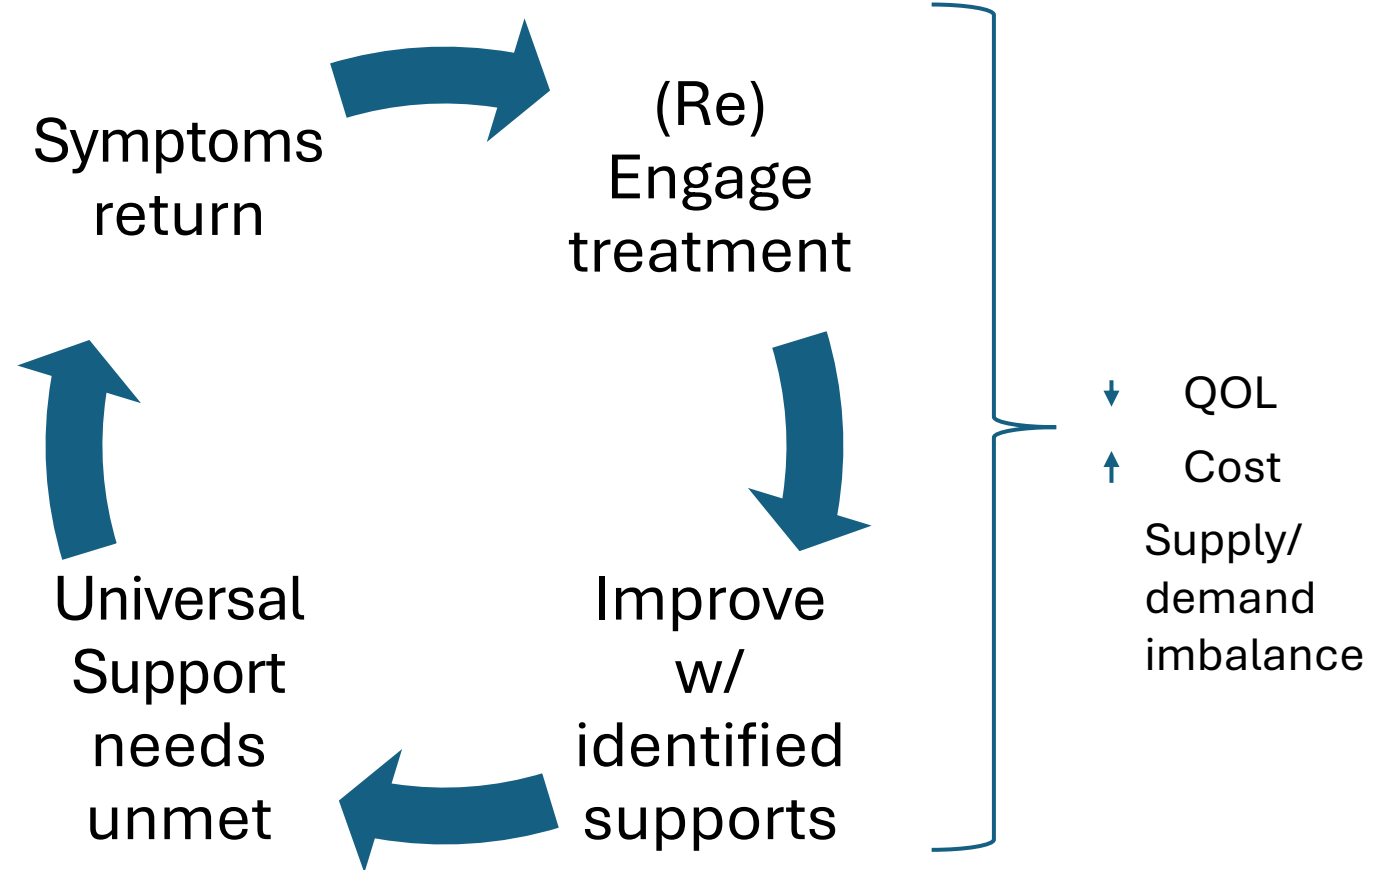 Symptoms
return
(Re)
Engage
treatment
Improve
w/
identified
supports
Universal
Support
needs
unmet
QOL
Cost
Supply/
demand
imbalance